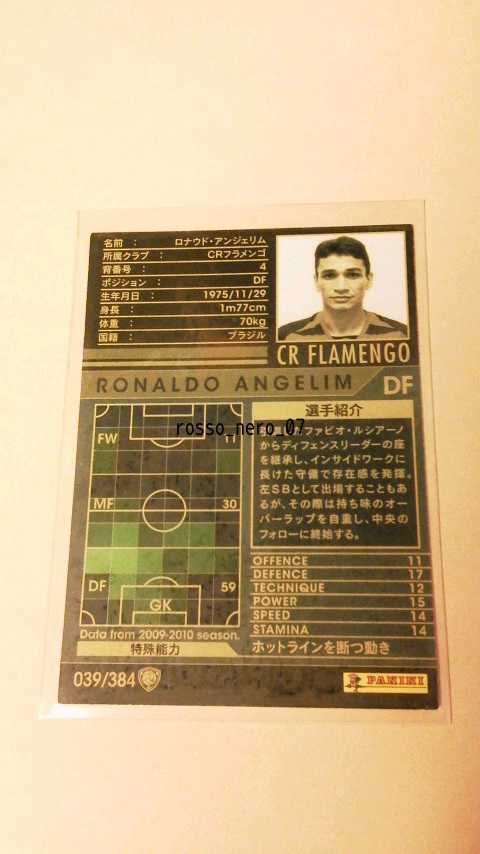 名前 : ロナウド・アンジェリム
所属クラブ : CRフラメンゴ
背番号 : 4
ポジション : DF
生年月日 : 1975/11/29
身長 : 1m77cm
体重 : 70kg
国籍 : ブラジル
CR FLAMENGO
RONALDO ANGELIM DF
選手紹介
ファビオ・ルシアーノ
からディフェンスリーダーの座
を継承し、インサイドワークに
長けた守備で存在感を発揮。
左SBとして出場することもあ
るが、その際は持ち味のオー
バーラップを自重し、中央の
フォローに終始する。
rosso_nero_07
FW 11
MF 30
DF 59
GK
Data from 2009-2010 season.
OFFENCE 11
DEFENCE 17
TECHNIQUE 12
POWER 15
SPEED 14
STAMINA 14
特殊能力 ホットラインを断つ動き
039/384
PANINI